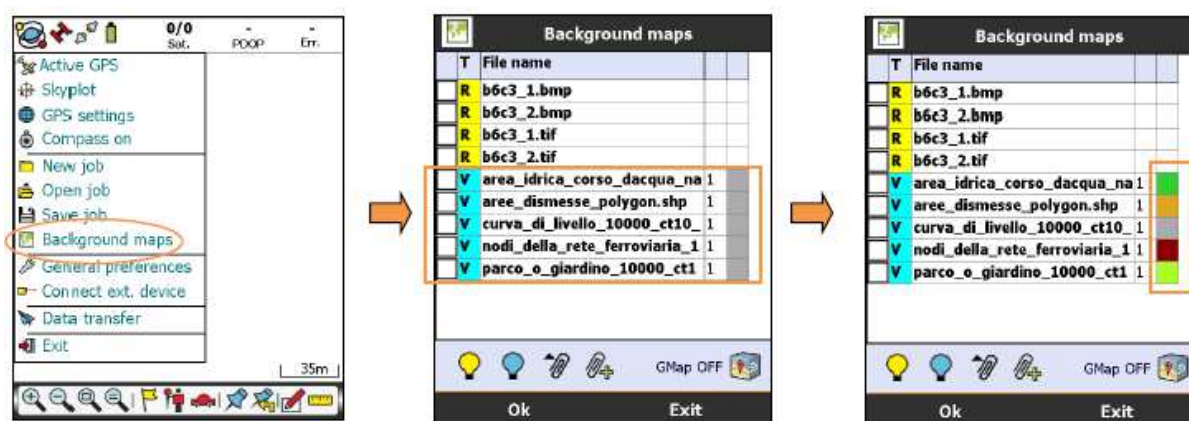 0/0 - -
Sat. PDOP Err.
Active GPS
Skyplot
GPS settings
Compass on
New job
Open job
Save job
Background maps
General preferences
Connect ext. device
Data transfer
Exit
35m
Background maps
T File name
R b6c3_1.bmp
R b6c3_2.bmp
R b6c3_1.tif
R b6c3_2.tif
V area_idrica_corso_dacqua_na 1
V aree_dismesse_polygon.shp 1
V curva_di_livello_10000_ct10_ 1
V nodi_della_rete_ferroviaria_1 1
V parco_o_giardino_10000_ct1 1
GMap OFF
Ok Exit
Background maps
T File name
R b6c3_1.bmp
R b6c3_2.bmp
R b6c3_1.tif
R b6c3_2.tif
V area_idrica_corso_dacqua_na 1
V aree_dismesse_polygon.shp 1
V curva_di_livello_10000_ct10_ 1
V nodi_della_rete_ferroviaria_1 1
V parco_o_giardino_10000_ct1 1
GMap OFF
Ok Exit